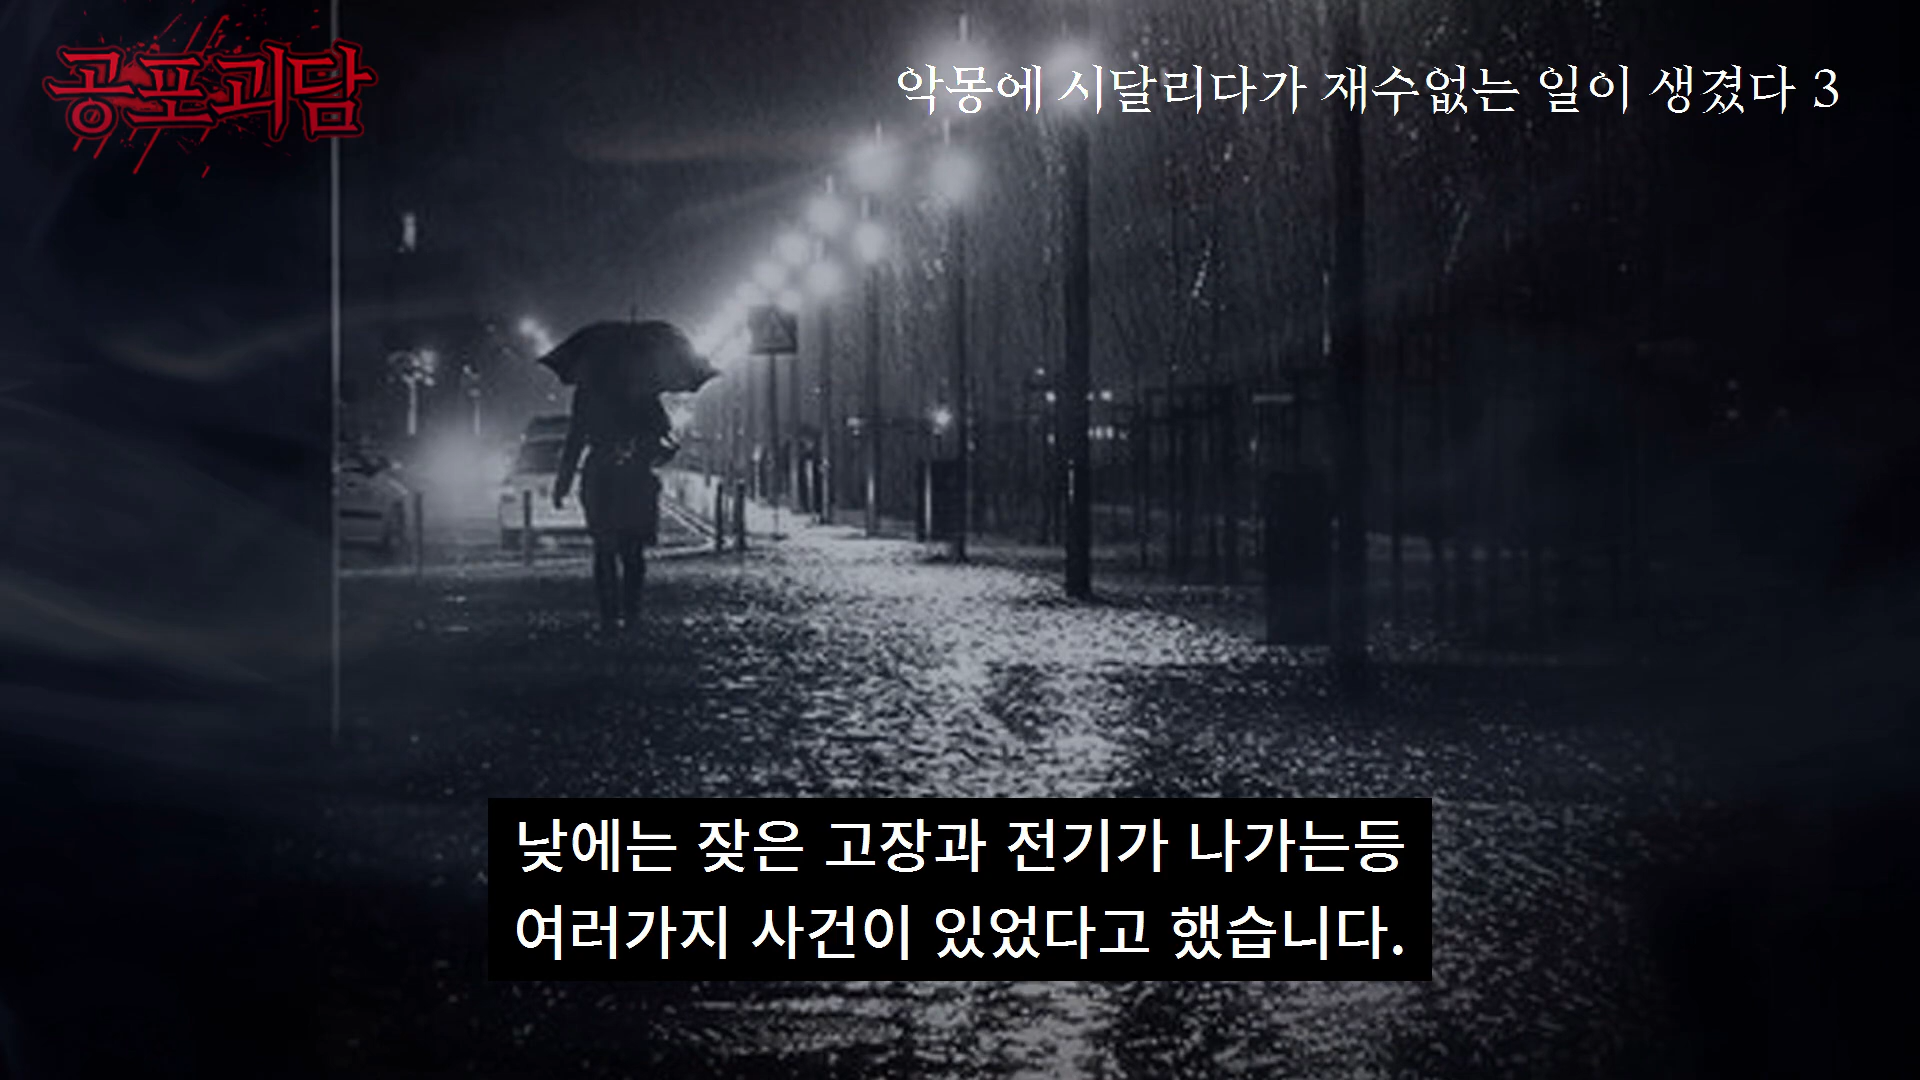 공포괴담
악몽에 시달리다가 재수없는 일이 생겼다 3
낮에는 잦은 고장과 전기가 나가는등
여러가지 사건이 있었다고 했습니다.